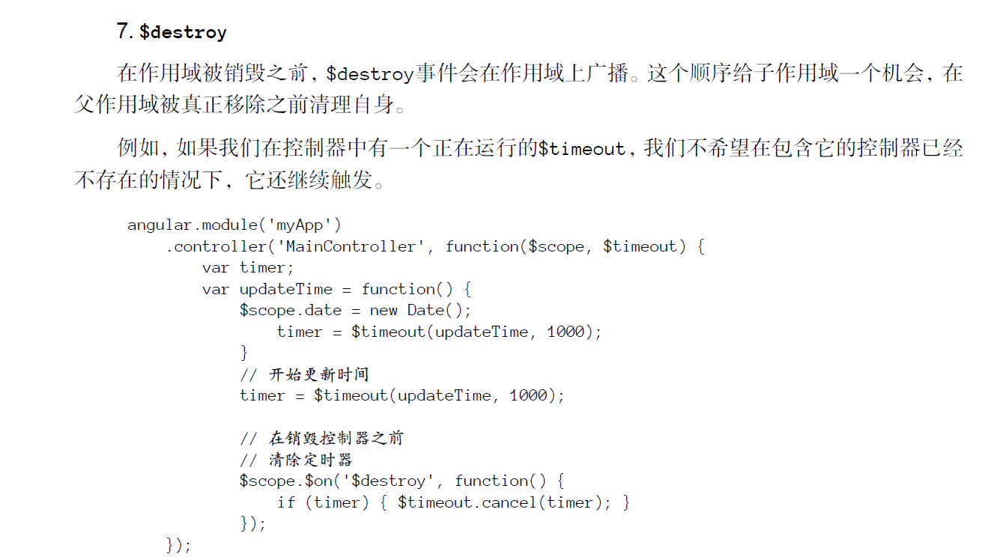 7. $destroy
在作用域被销毁之前，$destroy事件会在作用域上广播。这个顺序给子作用域一个机会，在
父作用域被真正移除之前清理自身。
例如，如果我们在控制器中有一个正在运行的$timeout，我们不希望在包含它的控制器已经
不存在的情况下，它还继续触发。
angular.module('myApp')
    .controller('MainController', function($scope, $timeout) {
        var timer;
        var updateTime = function() {
            $scope.date = new Date();
                timer = $timeout(updateTime, 1000);
            }
            // 开始更新时间
            timer = $timeout(updateTime, 1000);
            // 在销毁控制器之前
            // 清除定时器
            $scope.$on('$destroy', function() {
                if (timer) { $timeout.cancel(timer); }
            });
    });